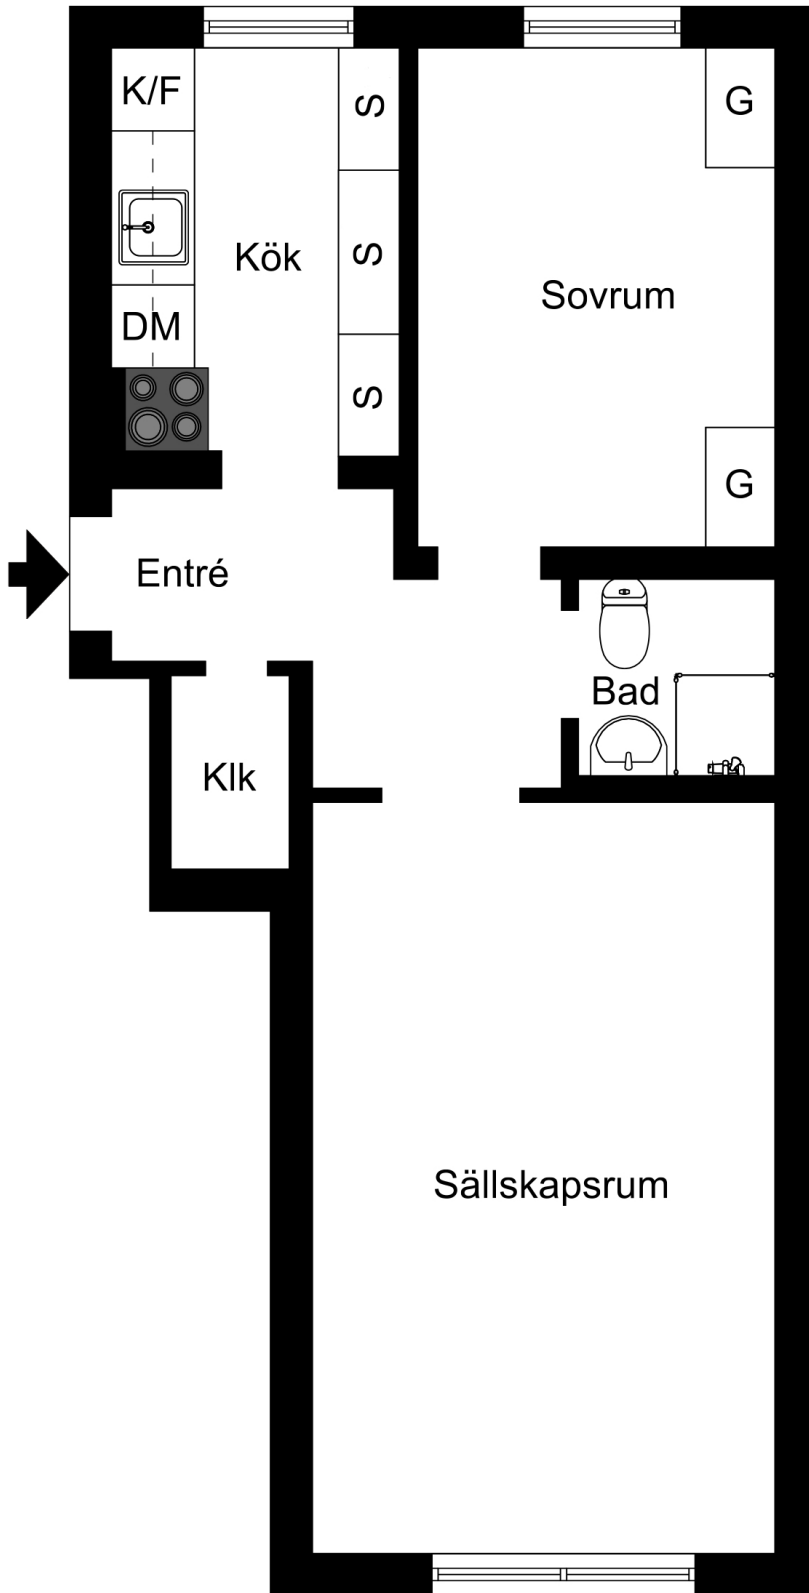 K/F
S
G
S
Kök
Sovrum
DM
S
G
Entré
Bad
Klk
Sällskapsrum